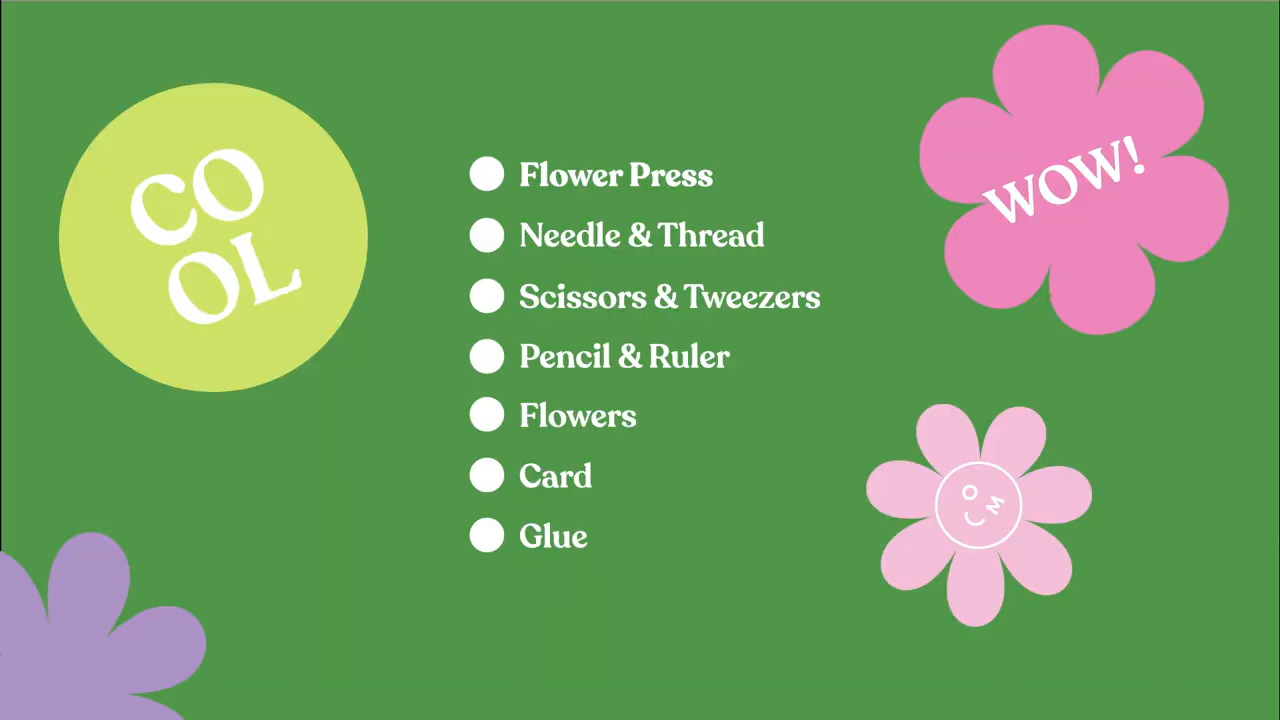 CO
OL
WOW!
Flower Press
Needle & Thread
Scissors & Tweezers
Pencil & Ruler
Flowers
Card
Glue